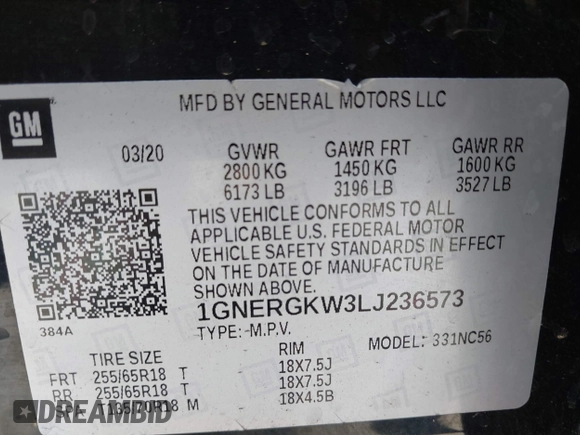 GM
MFD BY GENERAL MOTORS LLC
03/20 GVWR GAWR FRT GAWR RR
2800 KG 1450 KG 1600 KG
6173 LB 3196 LB 3527 LB
THIS VEHICLE CONFORMS TO ALL
APPLICABLE U.S. FEDERAL MOTOR
VEHICLE SAFETY STANDARDS IN EFFECT
ON THE DATE OF MANUFACTURE
SHOWN ABOVE.
1GNERGKW3LJ236573
384A
TYPE: M.P.V. MODEL: 331NC56
TIRE SIZE RIM
FRT 255/65R18 T 18X7.5J
RR 255/65R18 T 18X7.5J
SPA T135/70R18 M 18X4.5B
DREAMBID